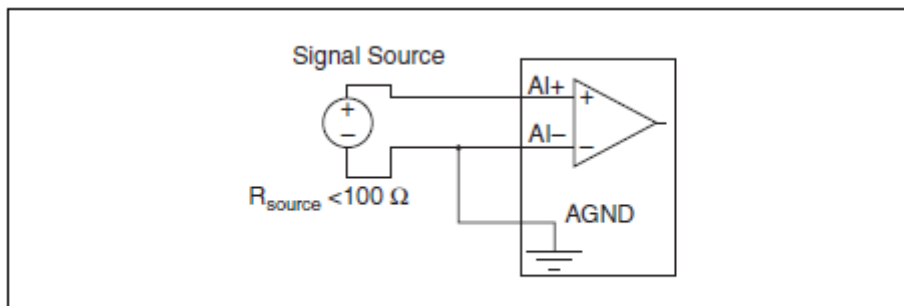 Signal Source
AI+
+
+
−
AI−
−
R_source <100 Ω
AGND